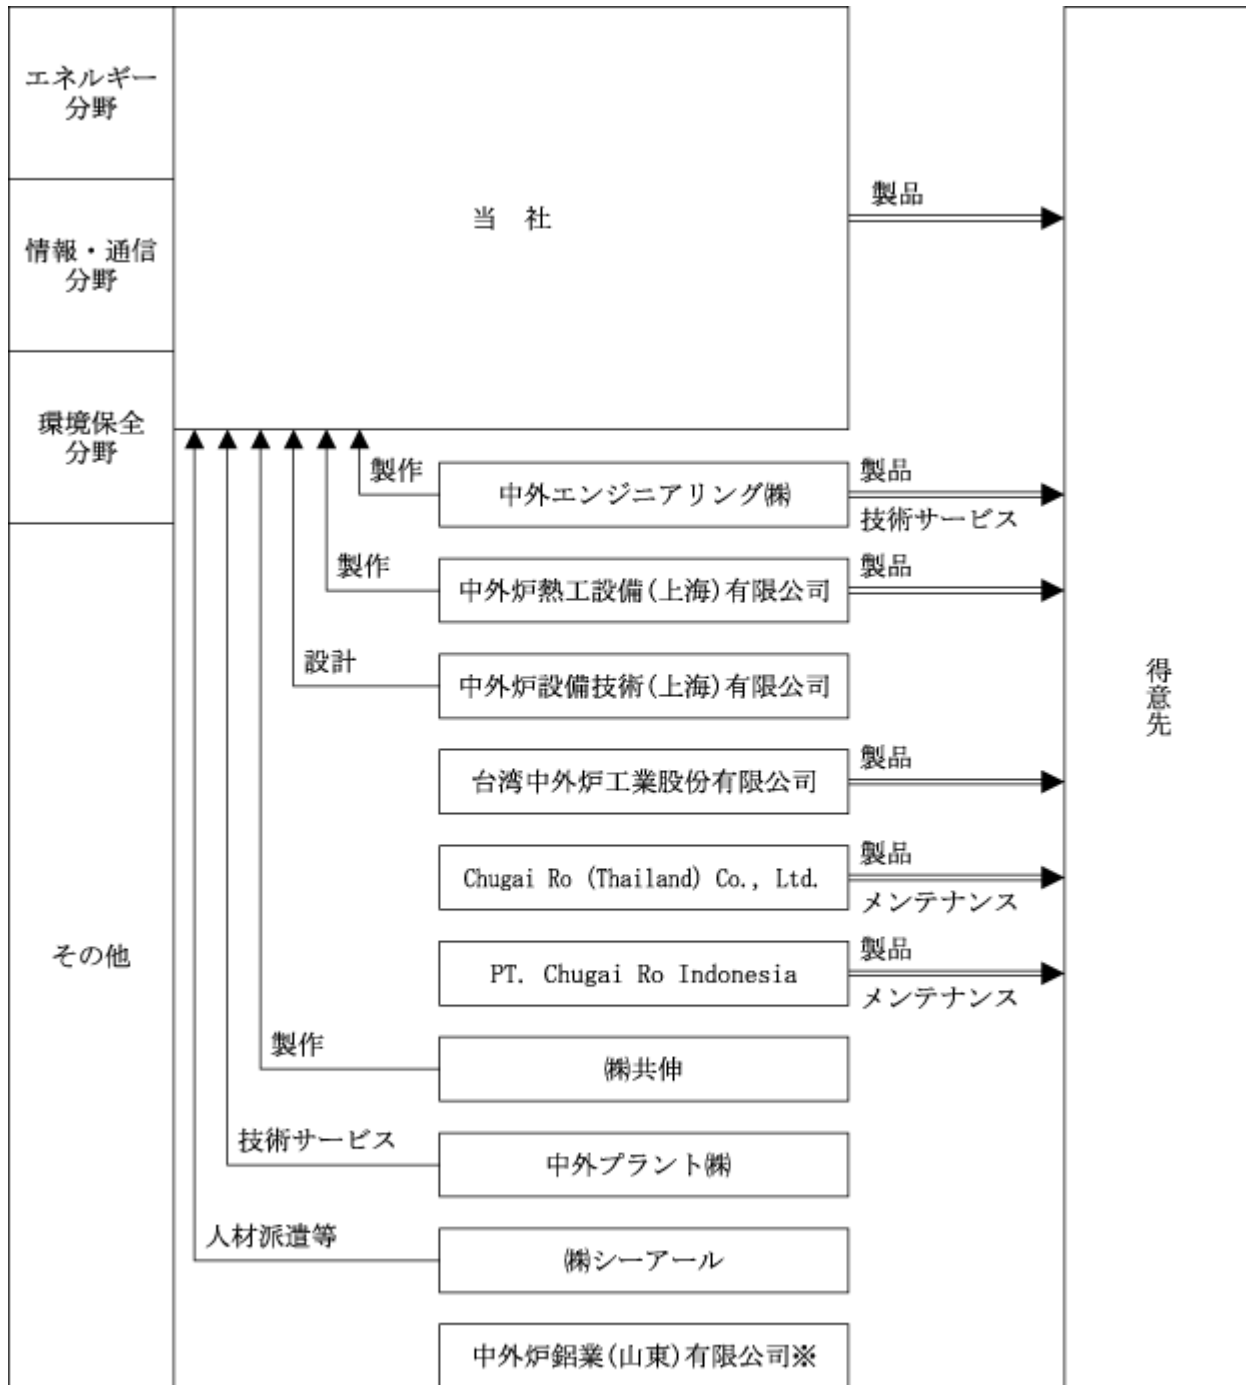 エネルギー
分野
情報・通信
分野
環境保全
分野
その他
当　社
製品
製作
中外エンジニアリング㈱
製品
技術サービス
製作
中外炉熱工設備(上海)有限公司
製品
設計
中外炉設備技術(上海)有限公司
台湾中外炉工業股份有限公司
製品
Chugai Ro (Thailand) Co., Ltd.
製品
メンテナンス
PT. Chugai Ro Indonesia
製品
メンテナンス
製作
㈱共伸
技術サービス
中外プラント㈱
人材派遣等
㈱シーアール
中外炉鋁業(山東)有限公司※
得意先